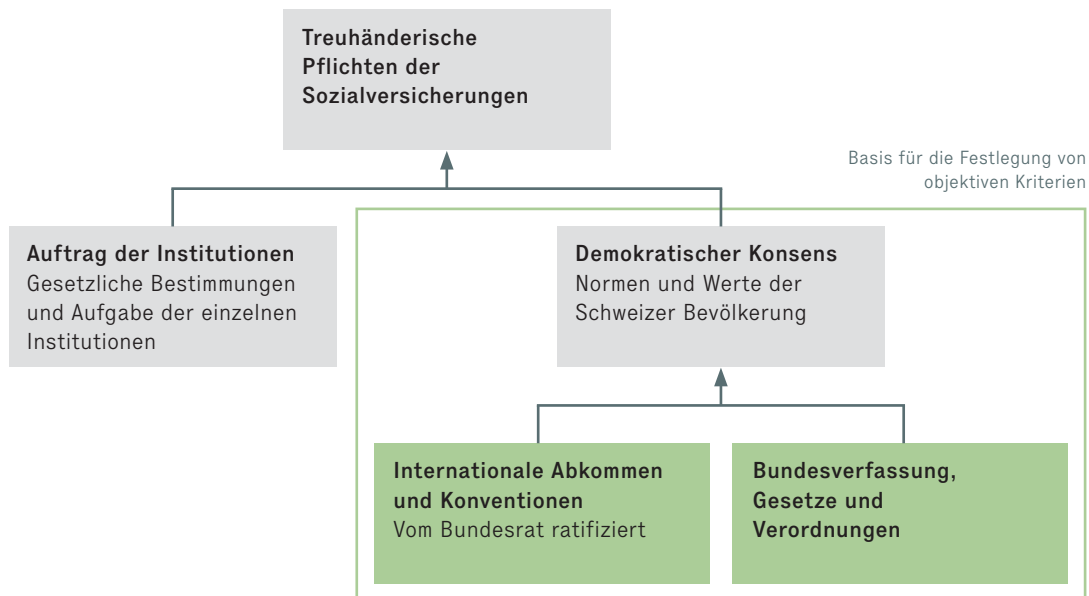 Treuhänderische
Pflichten der
Sozialversicherungen
Basis für die Festlegung von
objektiven Kriterien
Auftrag der Institutionen
Gesetzliche Bestimmungen
und Aufgabe der einzelnen
Institutionen
Demokratischer Konsens
Normen und Werte der
Schweizer Bevölkerung
Internationale Abkommen
und Konventionen
Vom Bundesrat ratifiziert
Bundesverfassung,
Gesetze und
Verordnungen